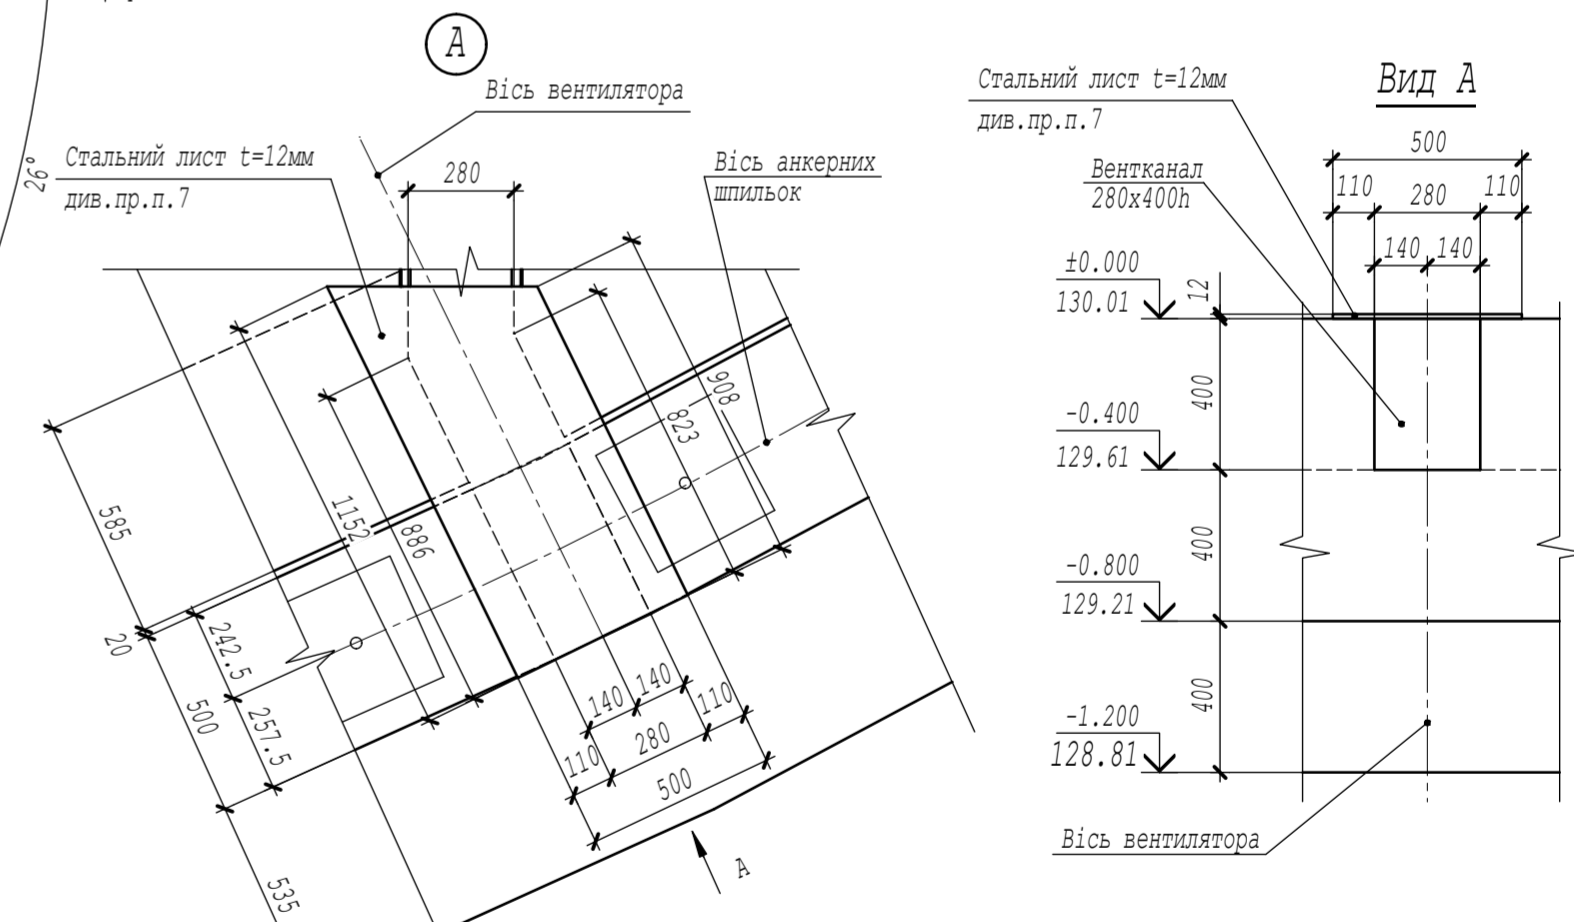 А
Вісь вентилятора
26°
Стальний лист t=12мм
див.пр.п.7
280
Вісь анкерних
шпильок
908
823
1152
886
585
20
242.5
257.5
500
535
140
140
110
110
280
500
А
Вид А
Стальний лист t=12мм
див.пр.п.7
500
Вентканал
280х400h
110
280
110
140
140
±0.000
130.01
12
400
-0.400
129.61
400
-0.800
129.21
400
-1.200
128.81
Вісь вентилятора